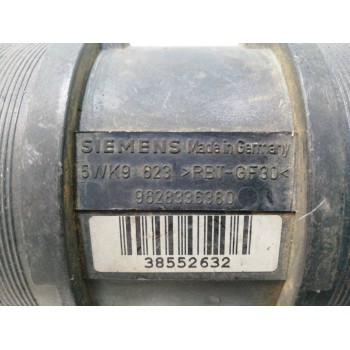 SIEMENS Made in Germany
5WK9 623 >PBT-GF30<
9628336380
38552632